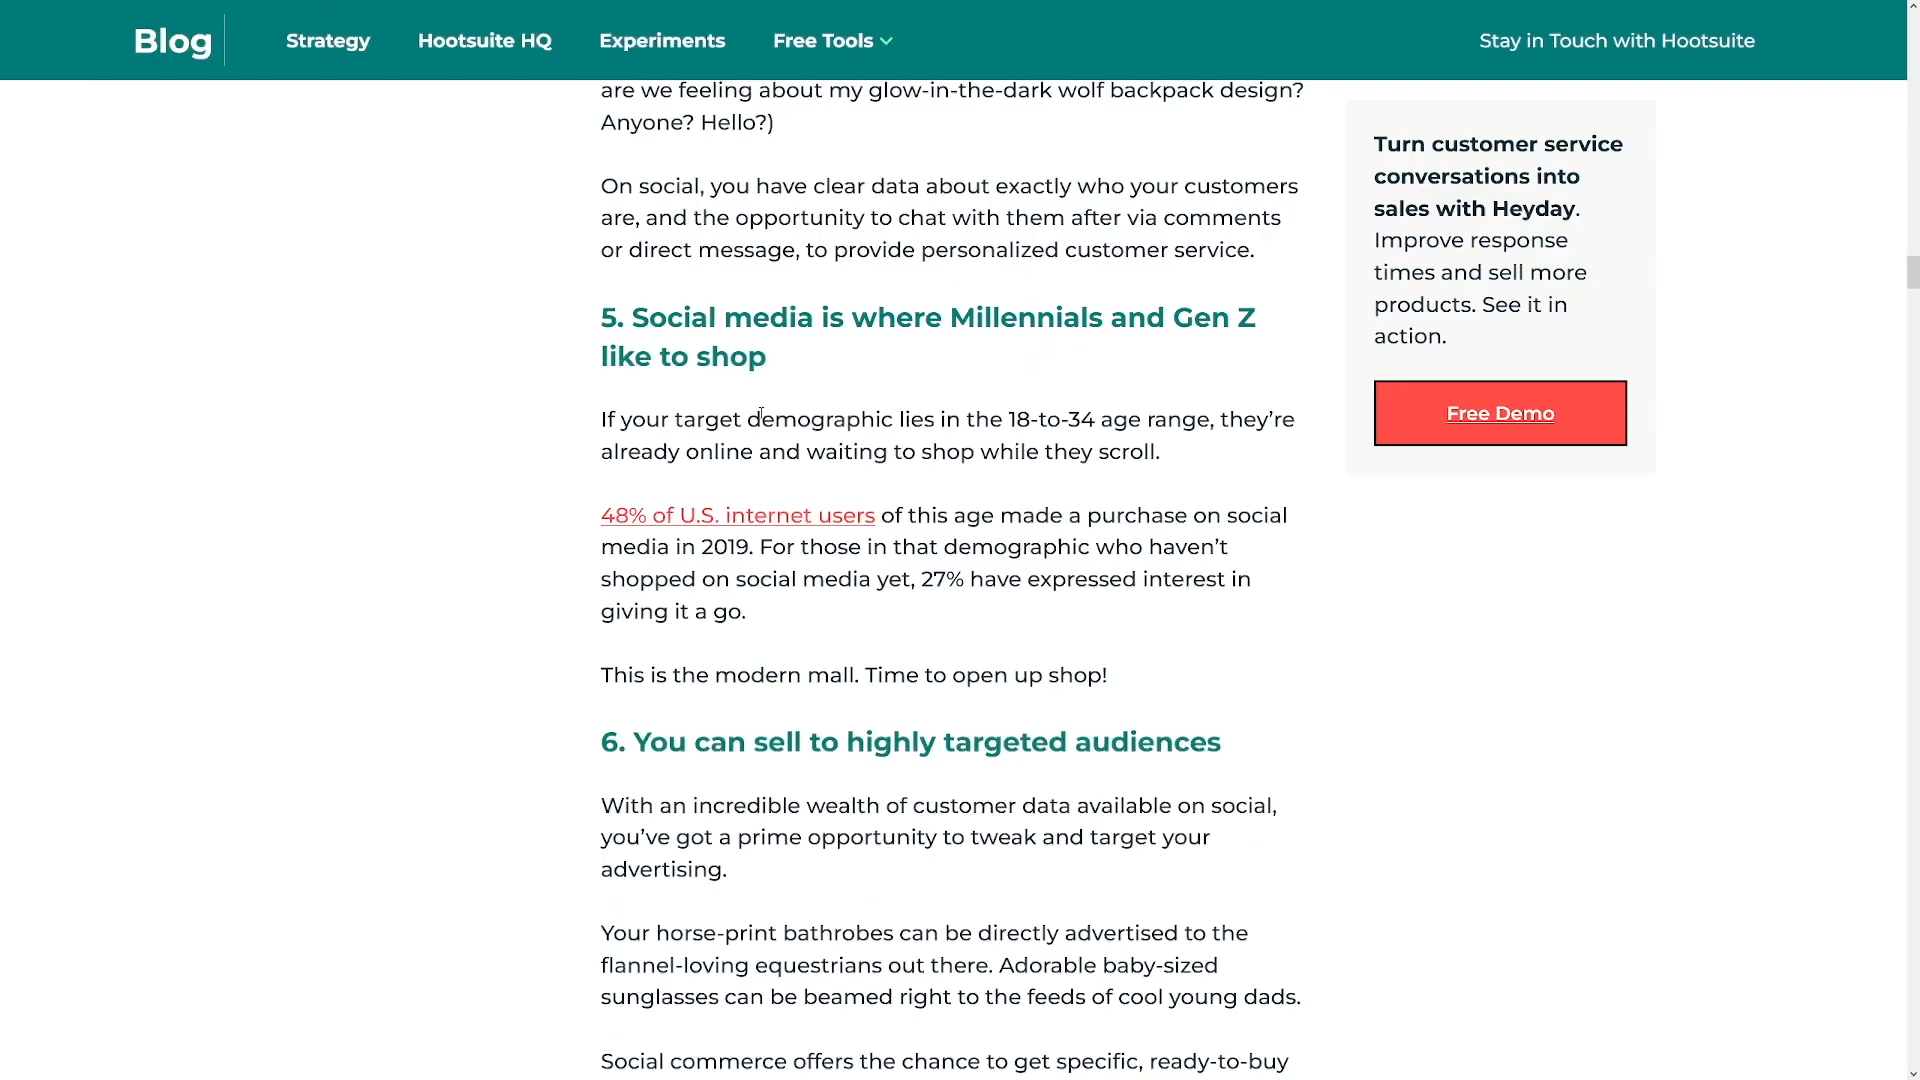 Blog
Strategy
Hootsuite HQ
Experiments
Free Tools
Stay in Touch with Hootsuite
are we feeling about my glow-in-the-dark wolf backpack design?
Anyone? Hello?)
On social, you have clear data about exactly who your customers
are, and the opportunity to chat with them after via comments
or direct message, to provide personalized customer service.
5. Social media is where Millennials and Gen Z
like to shop
If your target demographic lies in the 18-to-34 age range, they’re
already online and waiting to shop while they scroll.
48% of U.S. internet users of this age made a purchase on social
media in 2019. For those in that demographic who haven’t
shopped on social media yet, 27% have expressed interest in
giving it a go.
This is the modern mall. Time to open up shop!
6. You can sell to highly targeted audiences
With an incredible wealth of customer data available on social,
you’ve got a prime opportunity to tweak and target your
advertising.
Your horse-print bathrobes can be directly advertised to the
flannel-loving equestrians out there. Adorable baby-sized
sunglasses can be beamed right to the feeds of cool young dads.
Social commerce offers the chance to get specific, ready-to-buy
Turn customer service
conversations into
sales with Heyday.
Improve response
times and sell more
products. See it in
action.
Free Demo